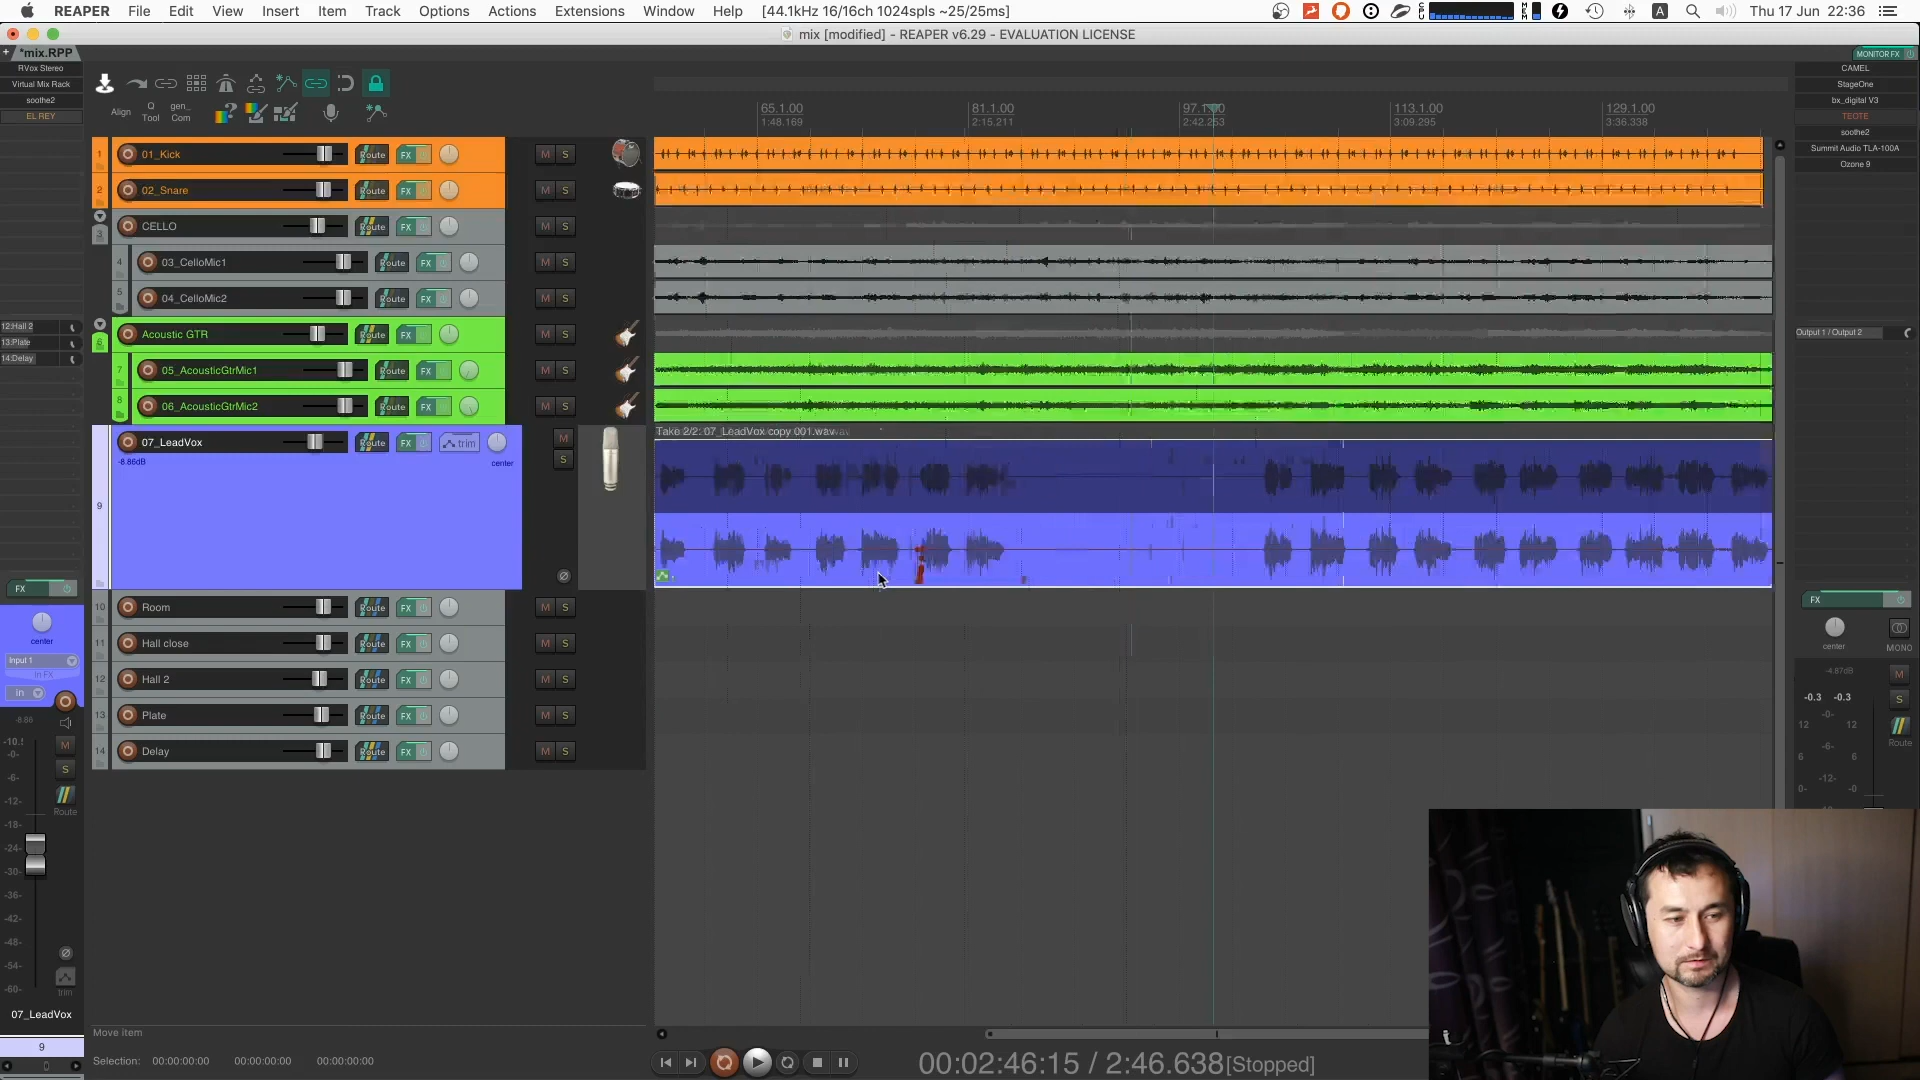 REAPER File Edit View Insert Item Track Options Actions Extensions Window Help [44.1kHz 16/16ch 1024spls ~25/25ms] CPU MEM A Thu 17 Jun 22:36
mix [modified] - REAPER v6.29 - EVALUATION LICENSE
+ *mix.RPP
MONITOR FX
RVox Stereo
Virtual Mix Rack
soothe2
EL REY
CAMEL
StageOne
bx_digital V3
TEOTE
soothe2
Summit Audio TLA-100A
Ozone 9
Align Q Tool gen_ Com
65.1.00 81.1.00 97.1.00 113.1.00 129.1.00
1:48.169 2:15.211 2:42.253 3:09.295 3:36.338
1 01_Kick Route FX M S
2 02_Snare Route FX M S
3 CELLO Route FX M S
4 03_CelloMic1 Route FX M S
5 04_CelloMic2 Route FX M S
6 Acoustic GTR Route FX M S
7 05_AcousticGtrMic1 Route FX M S
8 06_AcousticGtrMic2 Route FX M S
12:Hall 2
13:Plate
14:Delay
Output 1 / Output 2
Take 2/2: 07_LeadVox copy 001.wav
9 07_LeadVox Route FX trim M
-8.86dB center S
10 Room Route FX M S
11 Hall close Route FX M S
12 Hall 2 Route FX M S
13 Plate Route FX M S
14 Delay Route FX M S
FX
center
Input 1
in FX
in
-8.86
-10.5
-0-
-6-
-12-
-18-
-24-
-30-
-36-
-42-
-48-
-54-
-60-
M
S
Route
trim
07_LeadVox
9
FX
center MONO
-4.87dB M
-0.3 -0.3 S
12 -0- 12
6 -6- 6
Route
-12-
0- -0
Move item
Selection: 00:00:00:00 00:00:00:00 00:00:00:00
00:02:46:15 / 2:46.638 [Stopped]